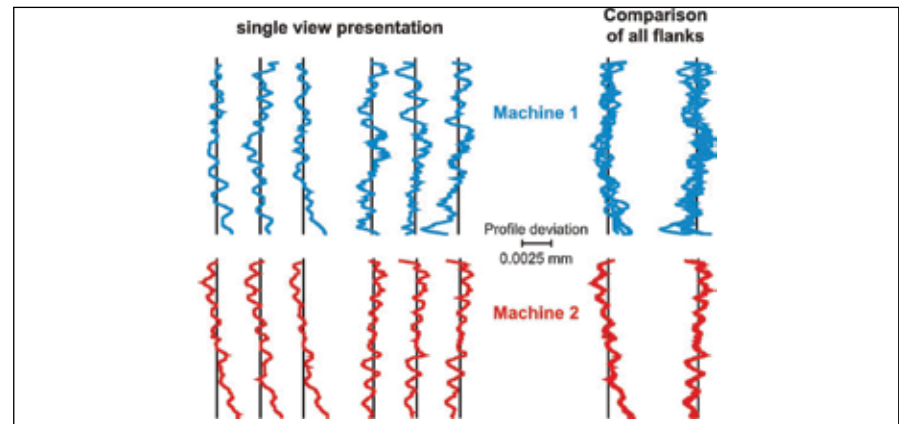 single view presentation
Comparison
of all flanks
Machine 1
Profile deviation
0.0025 mm
Machine 2